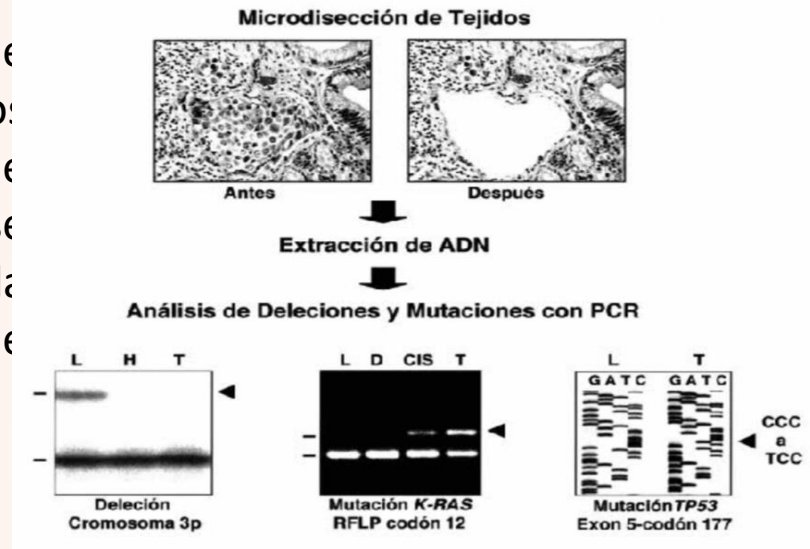 Microdisección de Tejidos
Antes
Después
Extracción de ADN
Análisis de Deleciones y Mutaciones con PCR
L H T
L D CIS T
L T
G A T C G A T C
CCC
a
TCC
Deleción
Cromosoma 3p
Mutación K-RAS
RFLP codón 12
Mutación TP53
Exon 5-codón 177